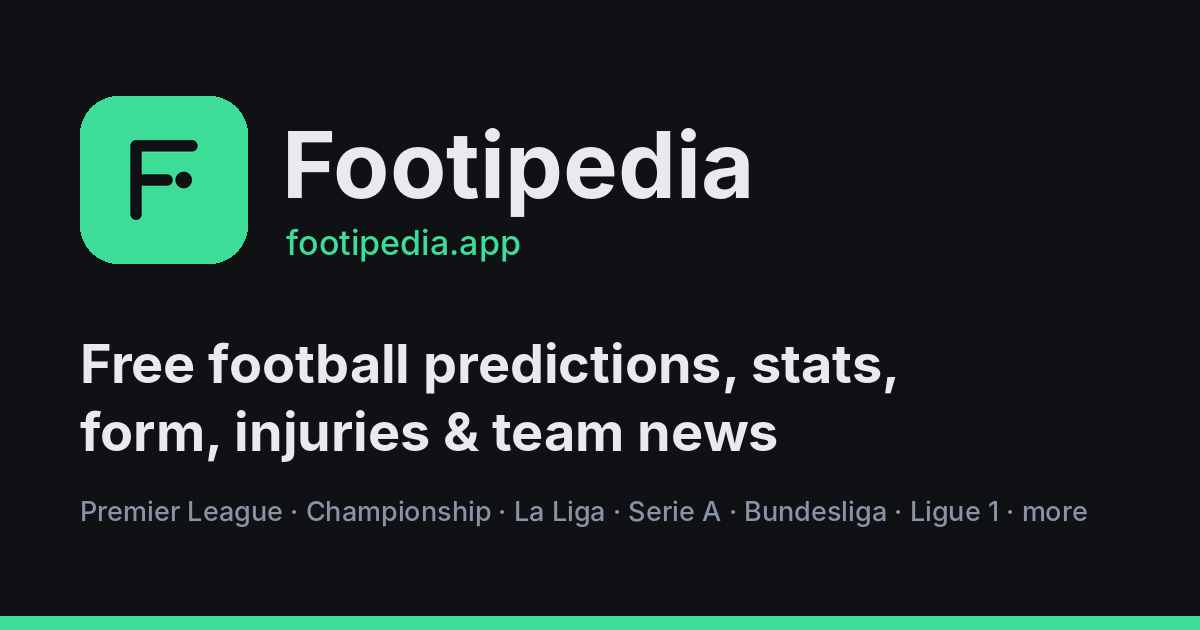 Footipedia
footipedia.app
Free football predictions, stats,
form, injuries & team news
Premier League · Championship · La Liga · Serie A · Bundesliga · Ligue 1 · more